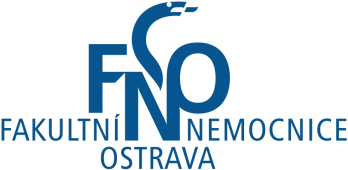 FNO
FAKULTNÍ NEMOCNICE
OSTRAVA